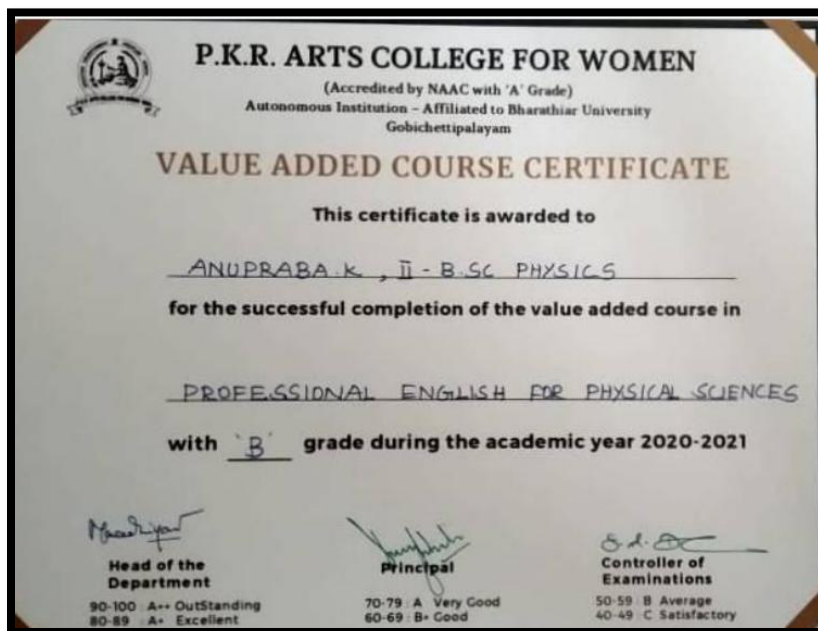 P.K.R. ARTS COLLEGE FOR WOMEN
(Accredited by NAAC with 'A' Grade)
Autonomous Institution – Affiliated to Bharathiar University
Gobichettipalayam
VALUE ADDED COURSE CERTIFICATE
This certificate is awarded to
ANUPRABA.K , II - B.SC PHYSICS
for the successful completion of the value added course in
PROFESSIONAL ENGLISH FOR PHYSICAL SCIENCES
with 'B' grade during the academic year 2020-2021
Head of the
Department
Principal
Controller of
Examinations
90-100 : A++ OutStanding
80-89 : A+ Excellent
70-79 : A Very Good
60-69 : B+ Good
50-59 : B Average
40-49 : C Satisfactory